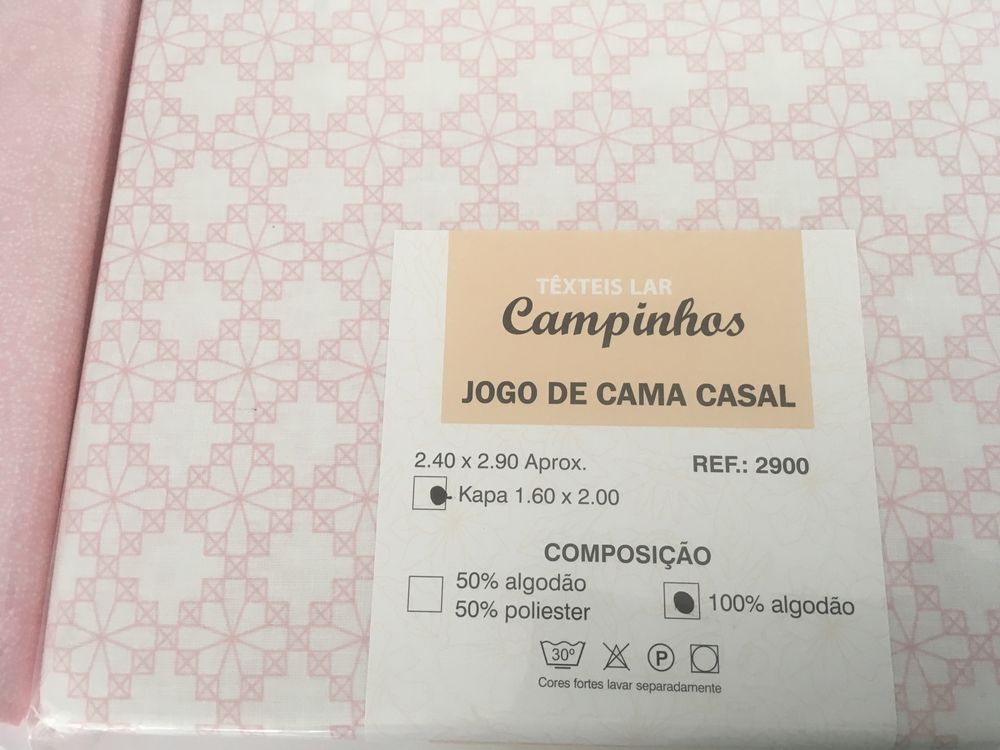 TÊXTEIS LAR
Campinhos
JOGO DE CAMA CASAL
2.40 x 2.90 Aprox.
REF.: 2900
Kapa 1.60 x 2.00
COMPOSIÇÃO
50% algodão
50% poliester
100% algodão
30º
P
Cores fortes lavar separadamente